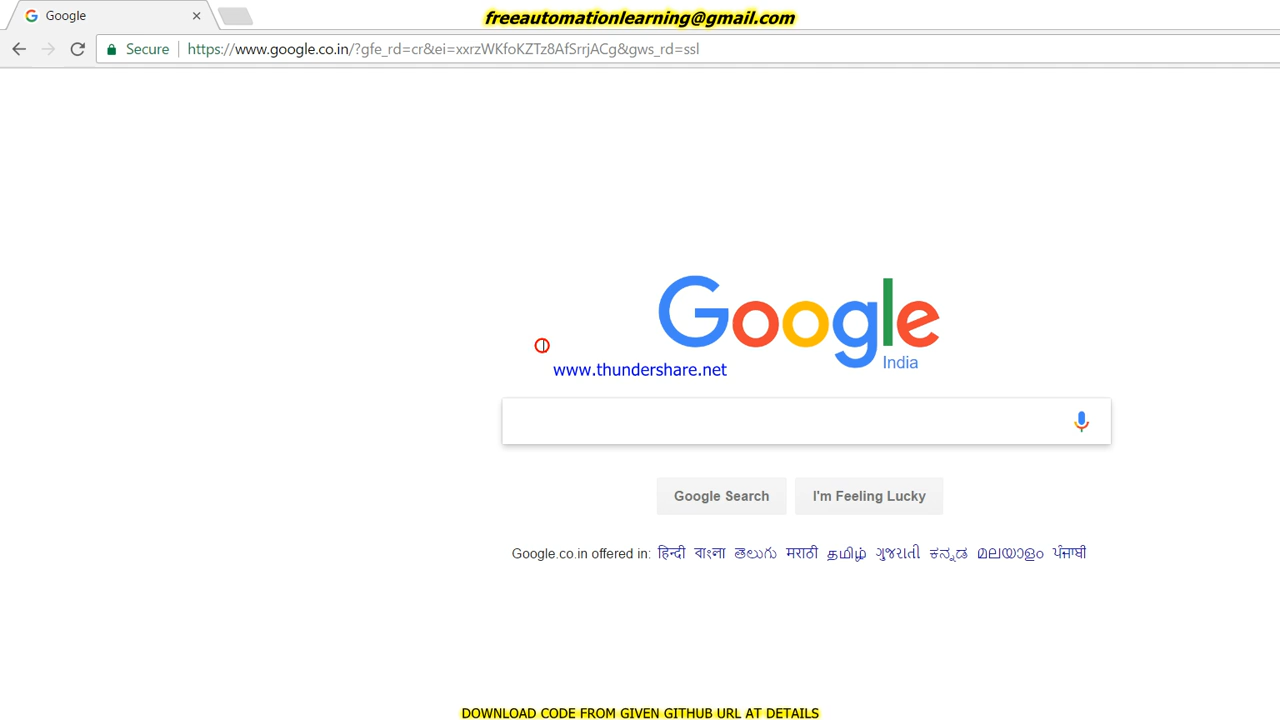 freeautomationlearning@gmail.com
Google
Secure https://www.google.co.in/?gfe_rd=cr&ei=xxrzWKfoKZTz8AfSrrjACg&gws_rd=ssl
Google
India
www.thundershare.net
Google Search I'm Feeling Lucky
Google.co.in offered in: हिन्दी বাংলা తెలుగు मराठी தமிழ் ગુજરાતી ಕನ್ನಡ മലയാളം ਪੰਜਾਬੀ
DOWNLOAD CODE FROM GIVEN GITHUB URL AT DETAILS